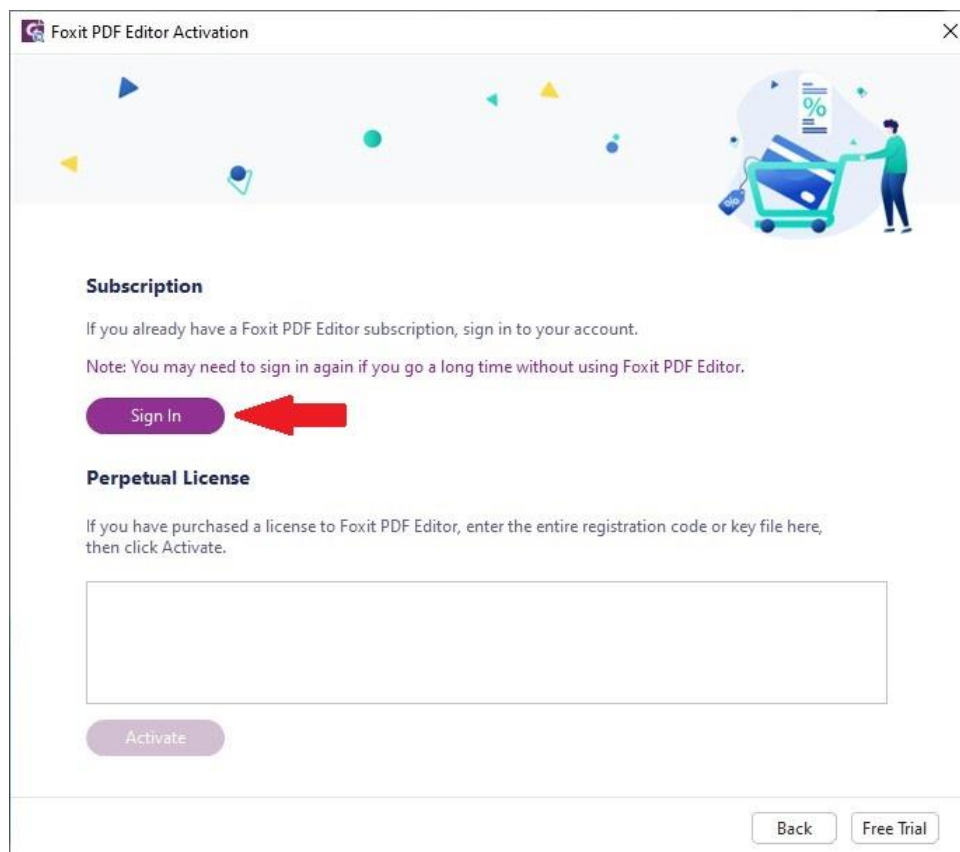 Foxit PDF Editor Activation
%
%
Subscription
If you already have a Foxit PDF Editor subscription, sign in to your account.
Note: You may need to sign in again if you go a long time without using Foxit PDF Editor.
Sign In
Perpetual License
If you have purchased a license to Foxit PDF Editor, enter the entire registration code or key file here,
then click Activate.
Activate
Back Free Trial